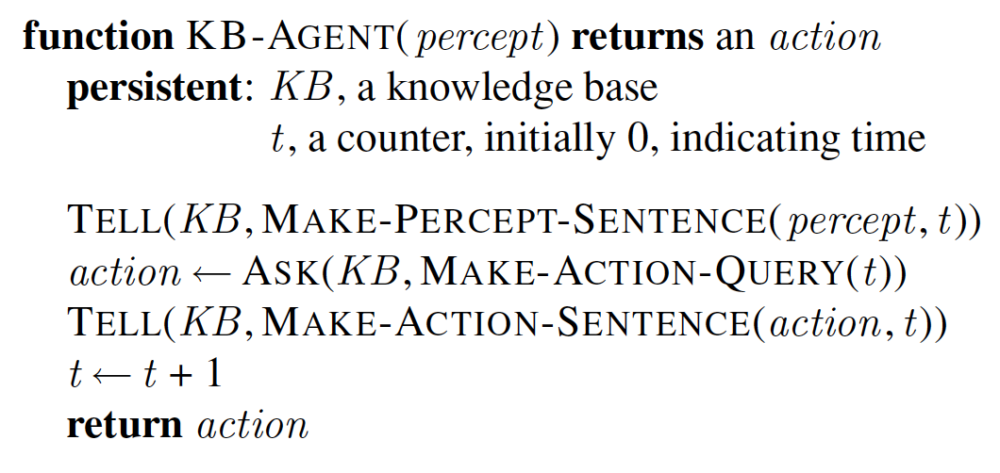 function KB-AGENT(percept) returns an action
persistent: KB, a knowledge base
t, a counter, initially 0, indicating time
TELL(KB, MAKE-PERCEPT-SENTENCE(percept, t))
action ← ASK(KB, MAKE-ACTION-QUERY(t))
TELL(KB, MAKE-ACTION-SENTENCE(action, t))
t ← t + 1
return action